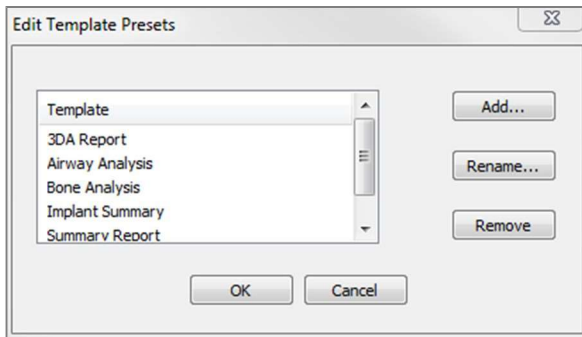 Edit Template Presets
Template
3DA Report
Airway Analysis
Bone Analysis
Implant Summary
Summary Report
Add...
Rename...
Remove
OK
Cancel